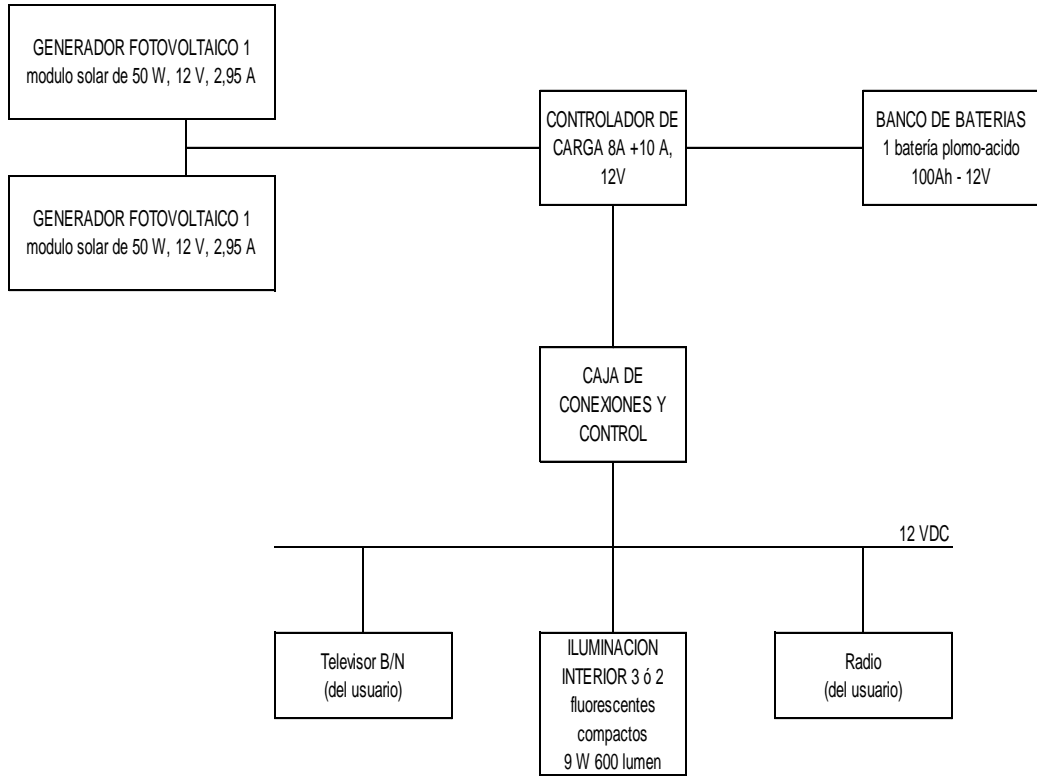 GENERADOR FOTOVOLTAICO 1
modulo solar de 50 W, 12 V, 2,95 A
CONTROLADOR DE
CARGA 8A +10 A,
12V
BANCO DE BATERIAS
1 batería plomo-acido
100Ah - 12V
GENERADOR FOTOVOLTAICO 1
modulo solar de 50 W, 12 V, 2,95 A
CAJA DE
CONEXIONES Y
CONTROL
12 VDC
Televisor B/N
(del usuario)
ILUMINACION
INTERIOR 3 ó 2
fluorescentes
compactos
9 W 600 lumen
Radio
(del usuario)